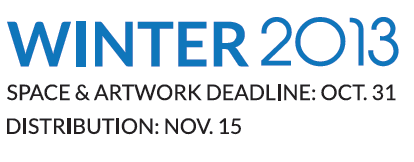 WINTER 2013
SPACE & ARTWORK DEADLINE: OCT. 31
DISTRIBUTION: NOV. 15